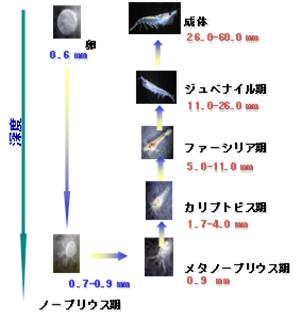 成体
26.0-60.0 mm
卵
0.6 mm
ジュベナイル期
11.0-26.0 mm
深度
ファーシリア期
5.0-11.0 mm
カリプトピス期
1.7-4.0 mm
メタノープリウス期
0.9 mm
0.7-0.9 mm
ノープリウス期